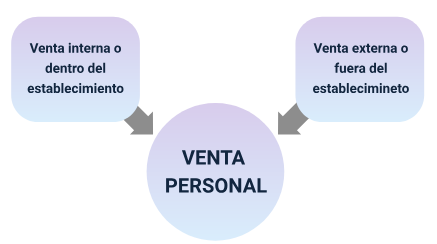 Venta interna o
dentro del
establecimiento
Venta externa o
fuera del
establecimineto
VENTA
PERSONAL